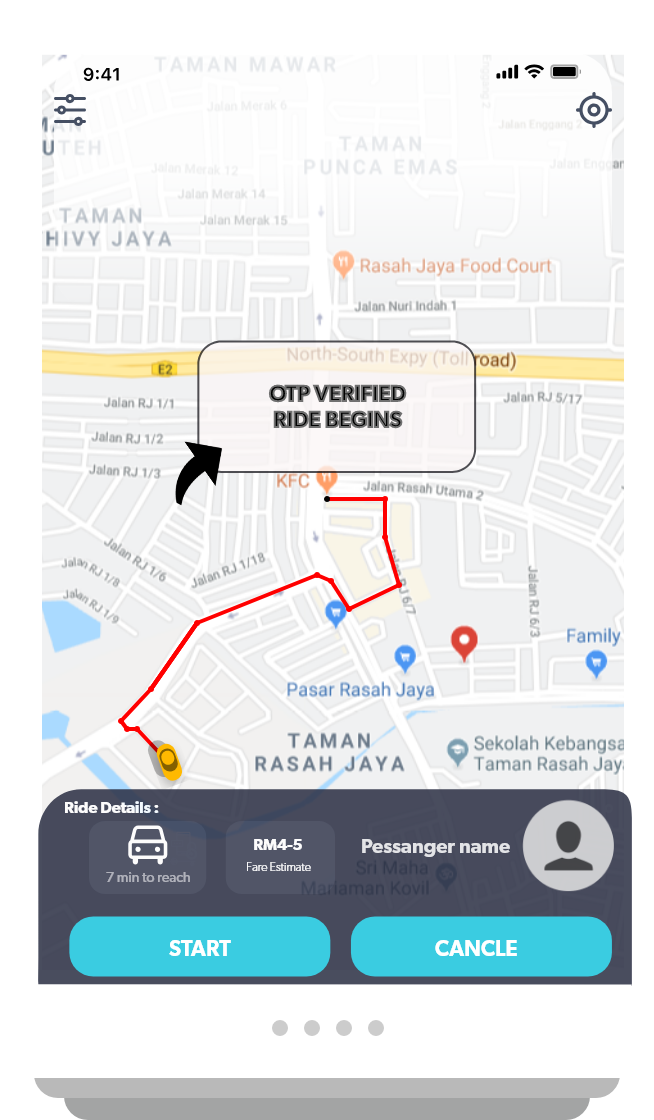 TAMAN MAWAR
9:41
Jalan Merak 6
Jalan Enggang 2
UTEH
TAMAN
PUNCA EMAS
Jalan Enggan
Jalan Merak 12
Jalan Merak 14
Jalan Merak 15
TAMAN
HIVY JAYA
Rasah Jaya Food Court
Jalan Nuri Indah 1
North-South Expy (Toll road)
E2
OTP VERIFIED
RIDE BEGINS
Jalan RJ 1/1
Jalan RJ 5/17
Jalan RJ 1/2
Jalan RJ 1/3
KFC
Jalan Rasah Utama 2
Jalan RJ 1/6
Jalan RJ 1/8
Jalan RJ 1/18
Jalan RJ 1/9
Jalan RJ 6/7
Jalan RJ 6/3
Family
Pasar Rasah Jaya
TAMAN
RASAH JAYA
Sekolah Kebangsa
Taman Rasah Jay
Ride Details :
RM4-5
Fare Estimate
7 min to reach
Pessanger name
Sri Maha
Mariaman Kovil
START
CANCLE